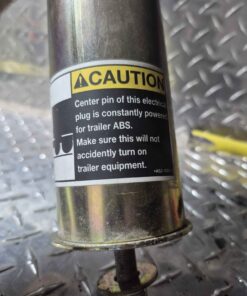 CAUTION
Center pin of this electrical
plug is constantly powered
for trailer ABS.
Make sure this will not
accidently turn on
trailer equipment.